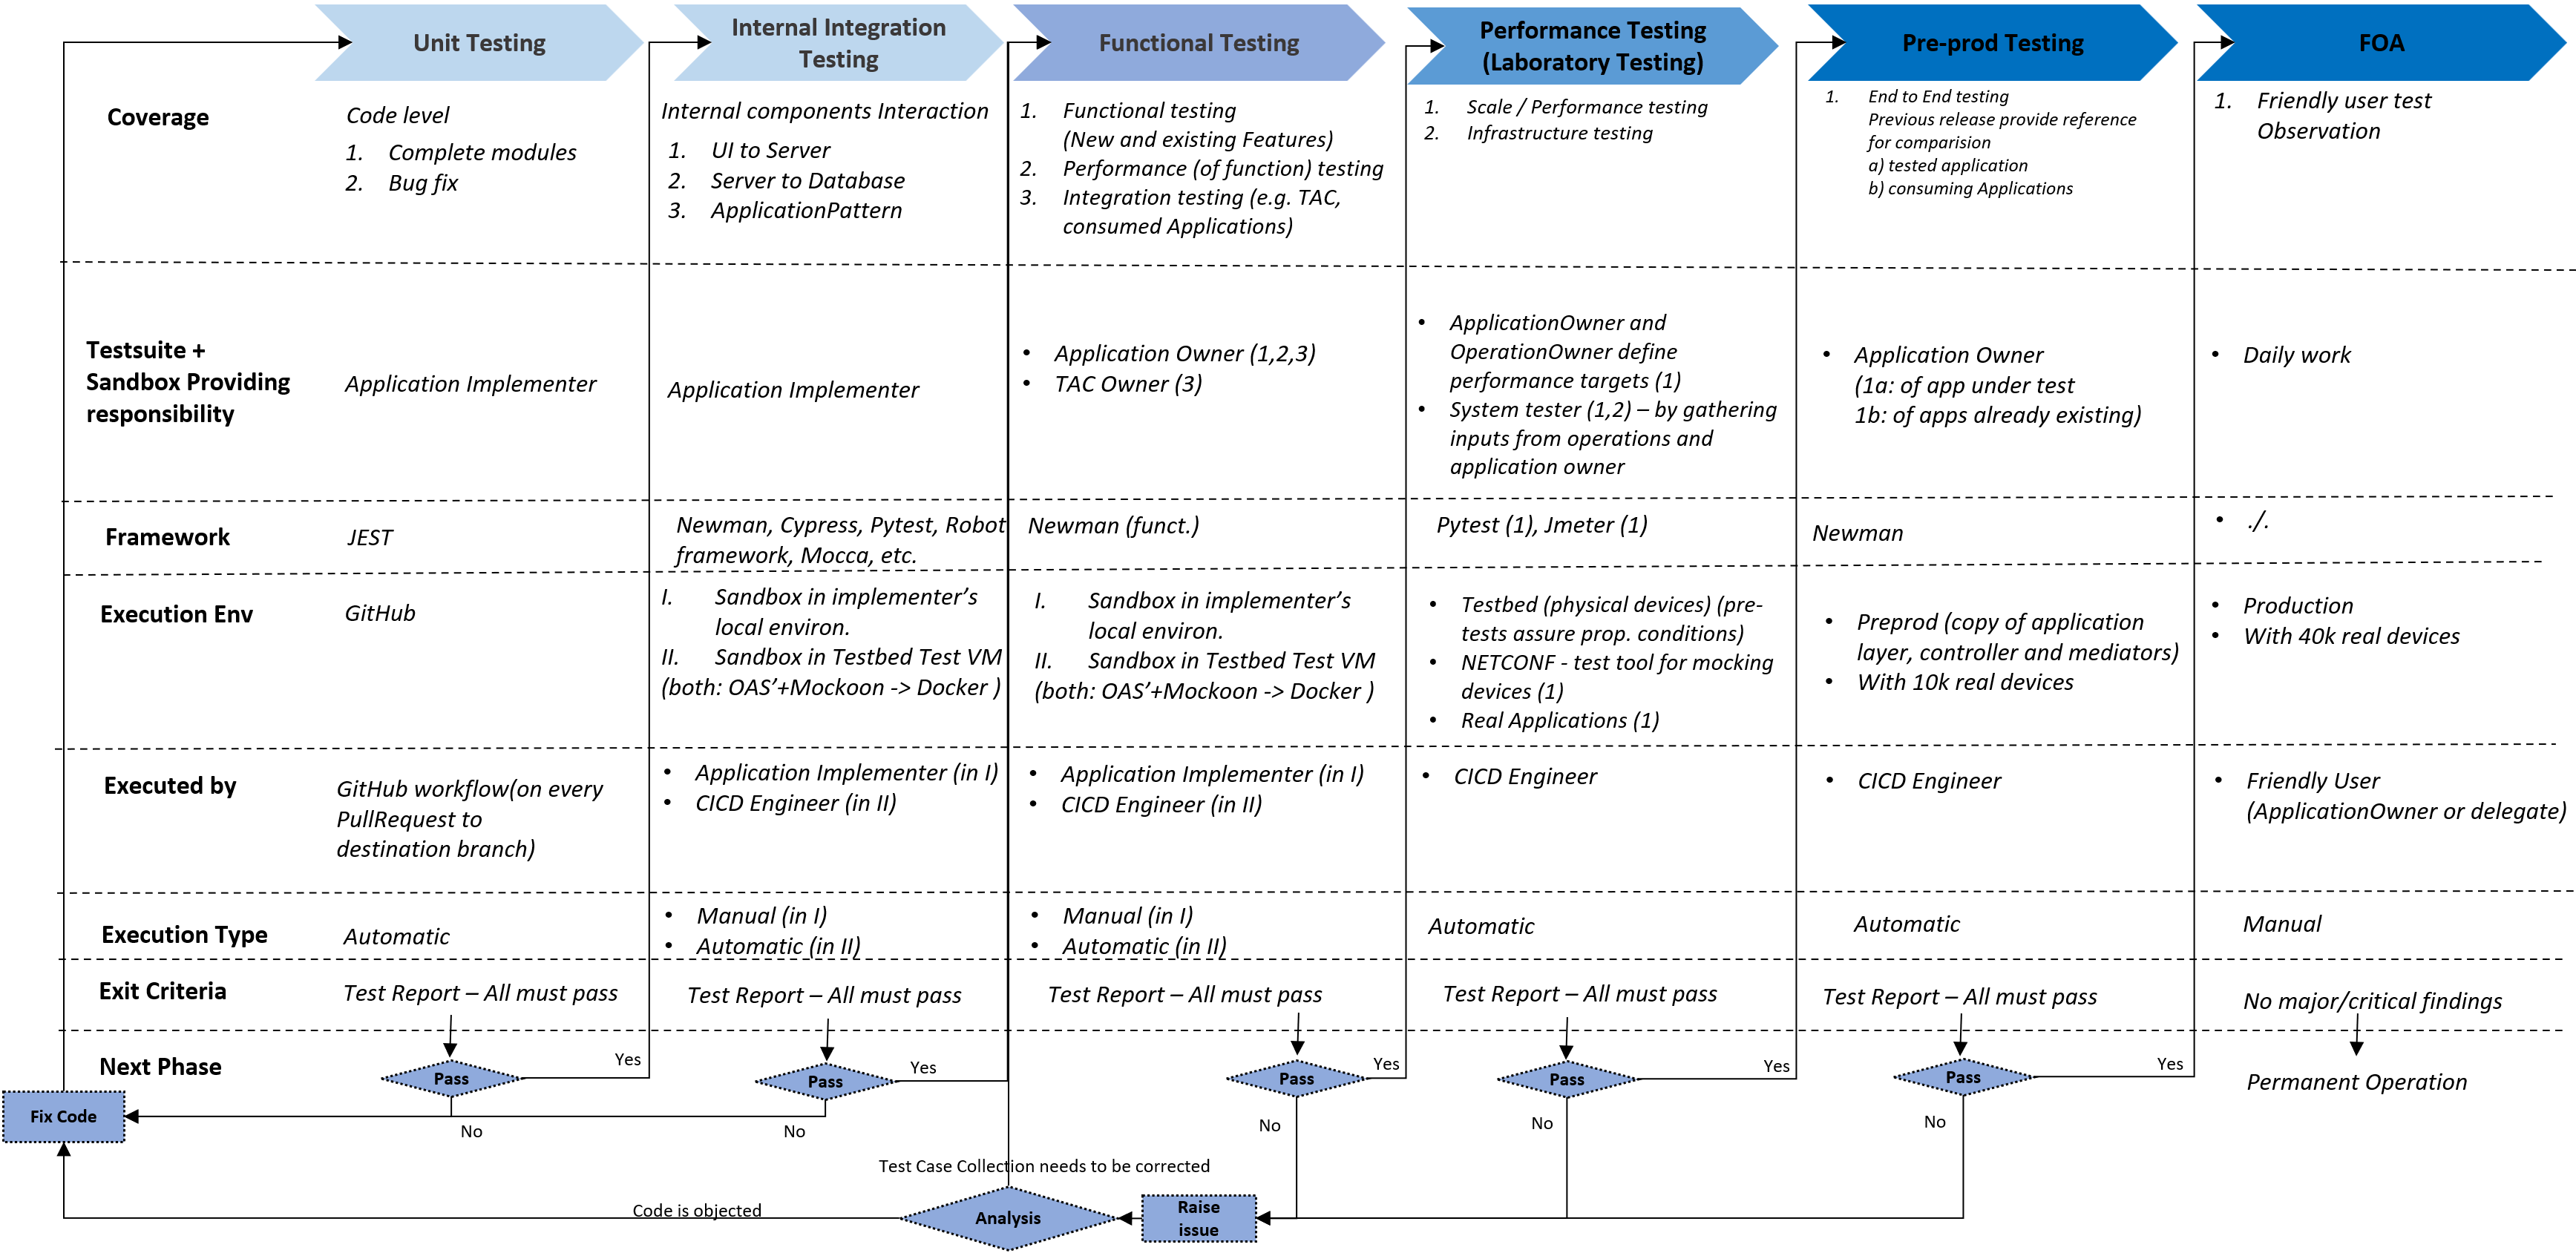 Unit Testing
Internal Integration
Testing
Functional Testing
Performance Testing
(Laboratory Testing)
Pre-prod Testing
FOA
Coverage
Code level
1. Complete modules
2. Bug fix
Internal components Interaction
1. UI to Server
2. Server to Database
3. ApplicationPattern
1. Functional testing
(New and existing Features)
2. Performance (of function) testing
3. Integration testing (e.g. TAC,
consumed Applications)
1. Scale / Performance testing
2. Infrastructure testing
1. End to End testing
Previous release provide reference
for comparision
a) tested application
b) consuming Applications
1. Friendly user test
Observation
Testsuite +
Sandbox Providing
responsibility
Application Implementer
Application Implementer
• Application Owner (1,2,3)
• TAC Owner (3)
• ApplicationOwner and
OperationOwner define
performance targets (1)
• System tester (1,2) – by gathering
inputs from operations and
application owner
• Application Owner
(1a: of app under test
1b: of apps already existing)
• Daily work
Framework
JEST
Newman, Cypress, Pytest, Robot
framework, Mocca, etc.
Newman (funct.)
Pytest (1), Jmeter (1)
Newman
• ./.
Execution Env
GitHub
I. Sandbox in implementer’s
local environ.
II. Sandbox in Testbed Test VM
(both: OAS’+Mockoon -> Docker )
I. Sandbox in implementer’s
local environ.
II. Sandbox in Testbed Test VM
(both: OAS’+Mockoon -> Docker )
• Testbed (physical devices) (pre-
tests assure prop. conditions)
• NETCONF - test tool for mocking
devices (1)
• Real Applications (1)
• Preprod (copy of application
layer, controller and mediators)
• With 10k real devices
• Production
• With 40k real devices
Executed by
GitHub workflow(on every
PullRequest to
destination branch)
• Application Implementer (in I)
• CICD Engineer (in II)
• Application Implementer (in I)
• CICD Engineer (in II)
• CICD Engineer
• CICD Engineer
• Friendly User
(ApplicationOwner or delegate)
Execution Type
Automatic
• Manual (in I)
• Automatic (in II)
• Manual (in I)
• Automatic (in II)
Automatic
Automatic
Manual
Exit Criteria
Test Report – All must pass
Test Report – All must pass
Test Report – All must pass
Test Report – All must pass
Test Report – All must pass
No major/critical findings
Next Phase
Pass
Yes
Pass
Yes
Pass
Yes
Pass
Yes
Pass
Yes
Permanent Operation
Fix Code
No
No
No
No
No
Test Case Collection needs to be corrected
Code is objected
Analysis
Raise
issue